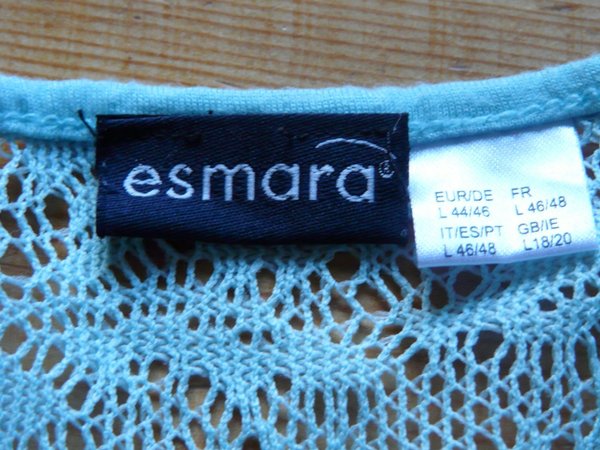 esmara®
EUR/DE FR
L 44/46 L 46/48
IT/ES/PT GB/IE
L 46/48 L18/20